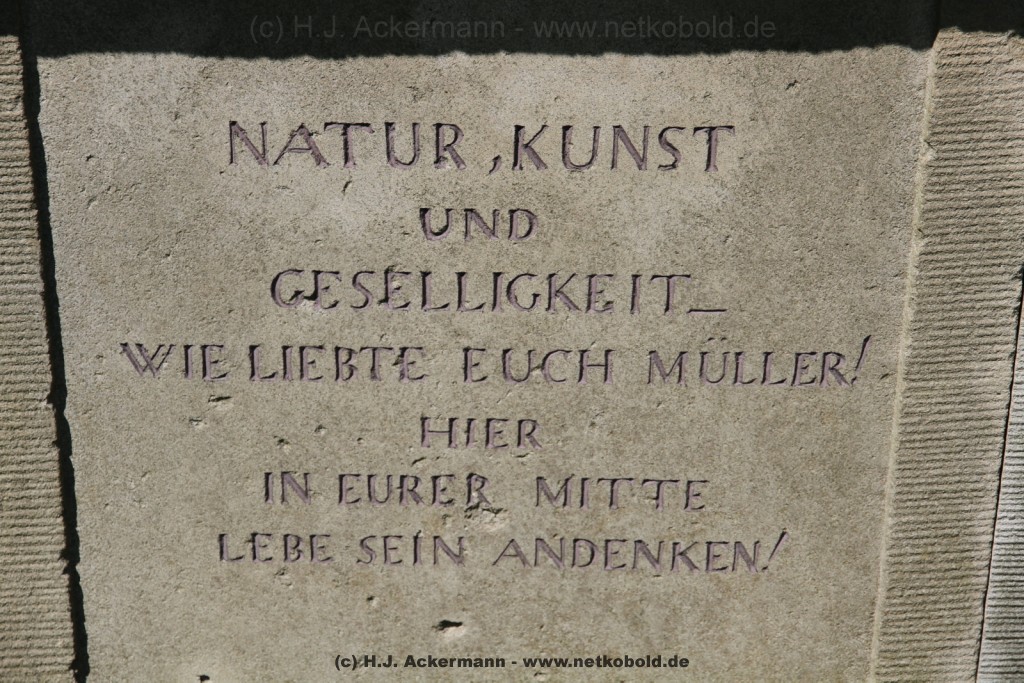 (c) H.J. Ackermann - www.netkobold.de
NATUR, KUNST
UND
GESELLIGKEIT_
WIE LIEBTE EUCH MÜLLER!
HIER
IN EURER MITTE
LEBE SEIN ANDENKEN!
(c) H.J. Ackermann - www.netkobold.de